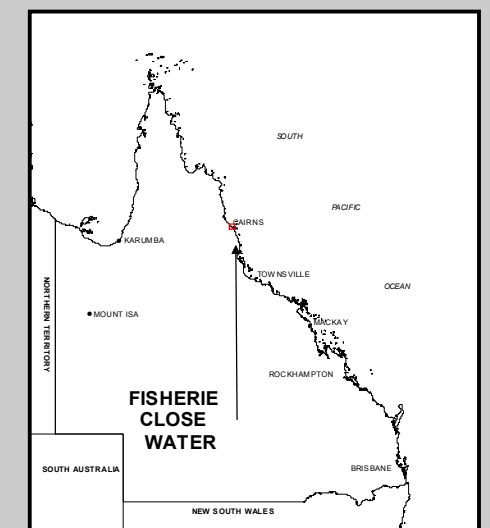 SOUTH
PACIFIC
CAIRNS
KARUMBA
TOWNSVILLE
OCEAN
NORTHERN TERRITORY
MOUNT ISA
MACKAY
ROCKHAMPTON
FISHERIE
CLOSE
WATER
SOUTH AUSTRALIA
BRISBANE
NEW SOUTH WALES